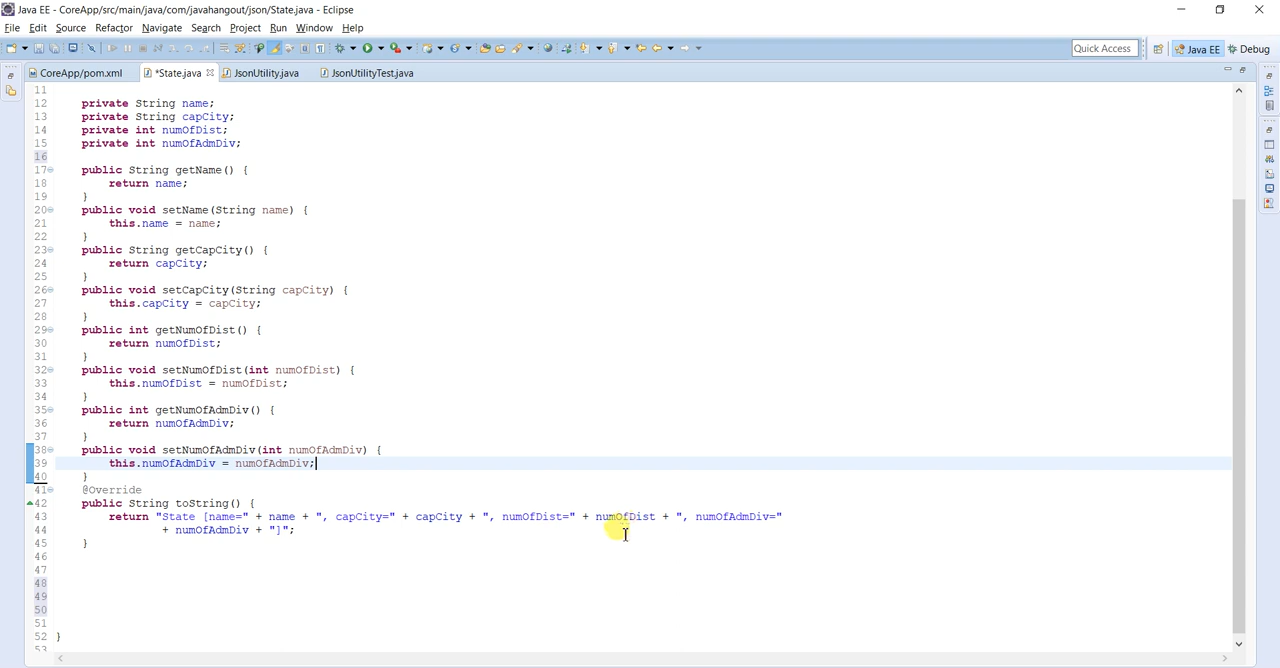 Java EE - CoreApp/src/main/java/com/javahangout/json/State.java - Eclipse
File Edit Source Refactor Navigate Search Project Run Window Help
Quick Access Java EE Debug
CoreApp/pom.xml *State.java JsonUtility.java JsonUtilityTest.java
11
12 private String name;
13 private String capCity;
14 private int numOfDist;
15 private int numOfAdmDiv;
16
17 public String getName() {
18 return name;
19 }
20 public void setName(String name) {
21 this.name = name;
22 }
23 public String getCapCity() {
24 return capCity;
25 }
26 public void setCapCity(String capCity) {
27 this.capCity = capCity;
28 }
29 public int getNumOfDist() {
30 return numOfDist;
31 }
32 public void setNumOfDist(int numOfDist) {
33 this.numOfDist = numOfDist;
34 }
35 public int getNumOfAdmDiv() {
36 return numOfAdmDiv;
37 }
38 public void setNumOfAdmDiv(int numOfAdmDiv) {
39 this.numOfAdmDiv = numOfAdmDiv;
40 }
41 @Override
42 public String toString() {
43 return "State [name=" + name + ", capCity=" + capCity + ", numOfDist=" + numOfDist + ", numOfAdmDiv="
44 + numOfAdmDiv + "]";
45 }
46
47
48
49
50
51
52 }
53